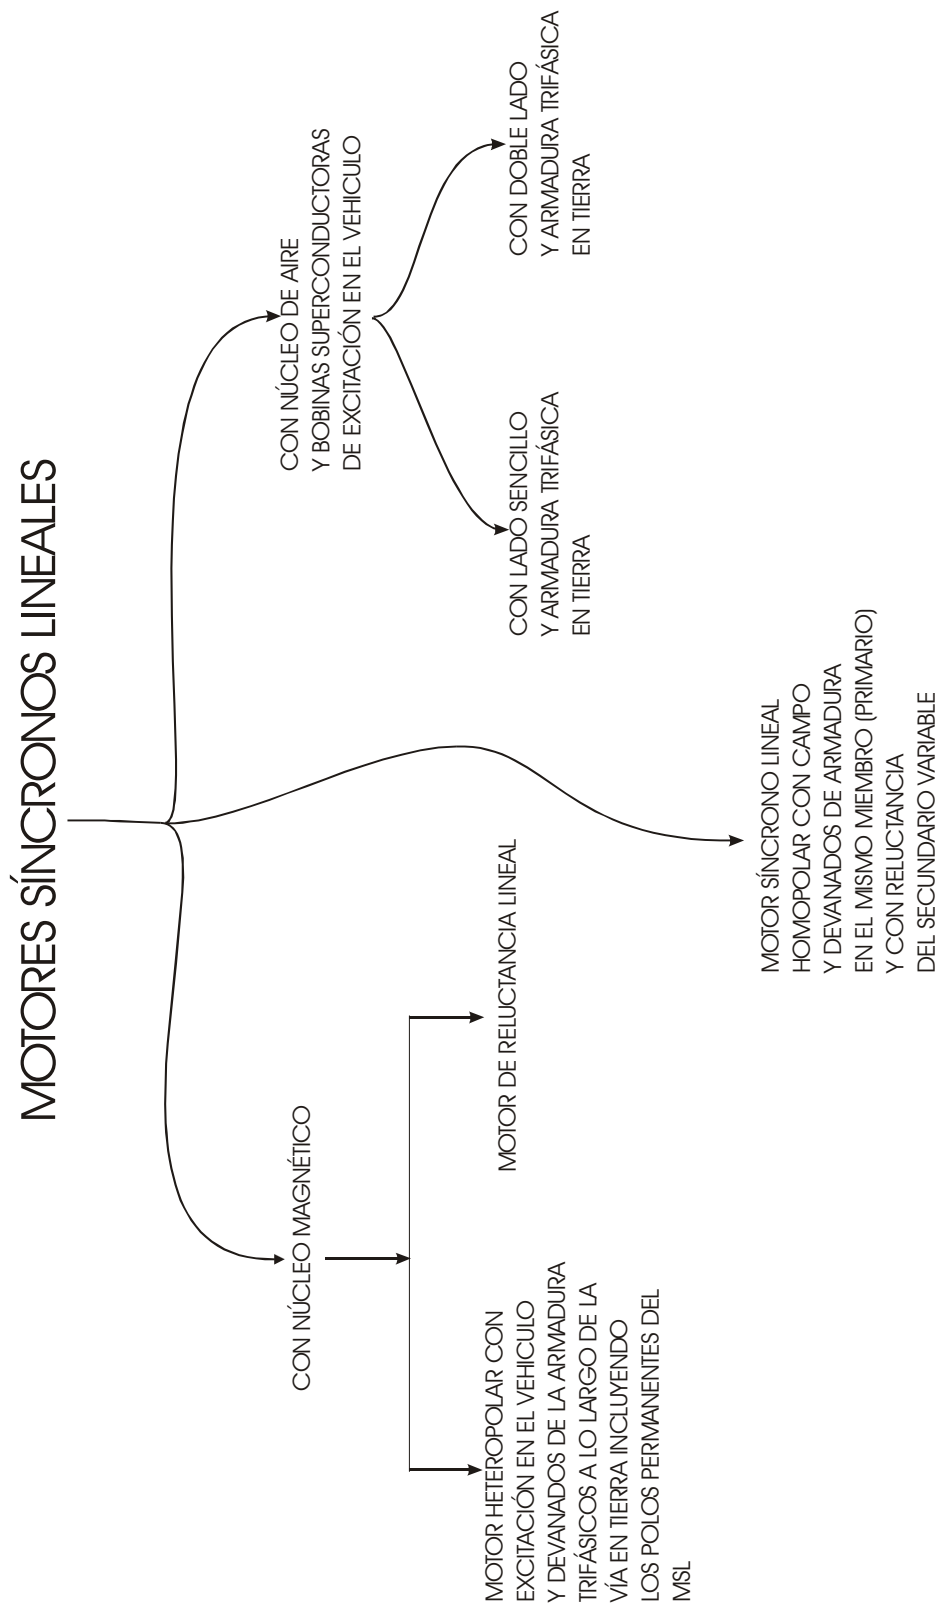 MOTORES SÍNCRONOS LINEALES
CON NÚCLEO MAGNÉTICO
CON NÚCLEO DE AIRE
Y BOBINAS SUPERCONDUCTORAS
DE EXCITACIÓN EN EL VEHICULO
MOTOR HETEROPOLAR CON
EXCITACIÓN EN EL VEHICULO
Y DEVANADOS DE LA ARMADURA
TRIFÁSICOS A LO LARGO DE LA
VÍA EN TIERRA INCLUYENDO
LOS POLOS PERMANENTES DEL
MSL
MOTOR DE RELUCTANCIA LINEAL
CON LADO SENCILLO
Y ARMADURA TRIFÁSICA
EN TIERRA
CON DOBLE LADO
Y ARMADURA TRIFÁSICA
EN TIERRA
MOTOR SÍNCRONO LINEAL
HOMOPOLAR CON CAMPO
Y DEVANADOS DE ARMADURA
EN EL MISMO MIEMBRO (PRIMARIO)
Y CON RELUCTANCIA
DEL SECUNDARIO VARIABLE